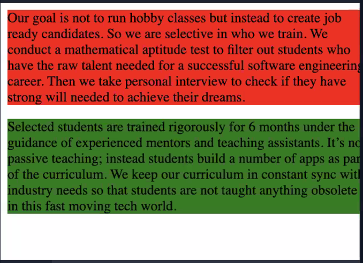 Our goal is not to run hobby classes but instead to create job
ready candidates. So we are selective in who we train. We
conduct a mathematical aptitude test to filter out students who
have the raw talent needed for a successful software engineering
career. Then we take personal interview to check if they have
strong will needed to achieve their dreams.
Selected students are trained rigorously for 6 months under the
guidance of experienced mentors and teaching assistants. It's no
passive teaching; instead students build a number of apps as par
of the curriculum. We keep our curriculum in constant sync with
industry needs so that students are not taught anything obsolete
in this fast moving tech world.